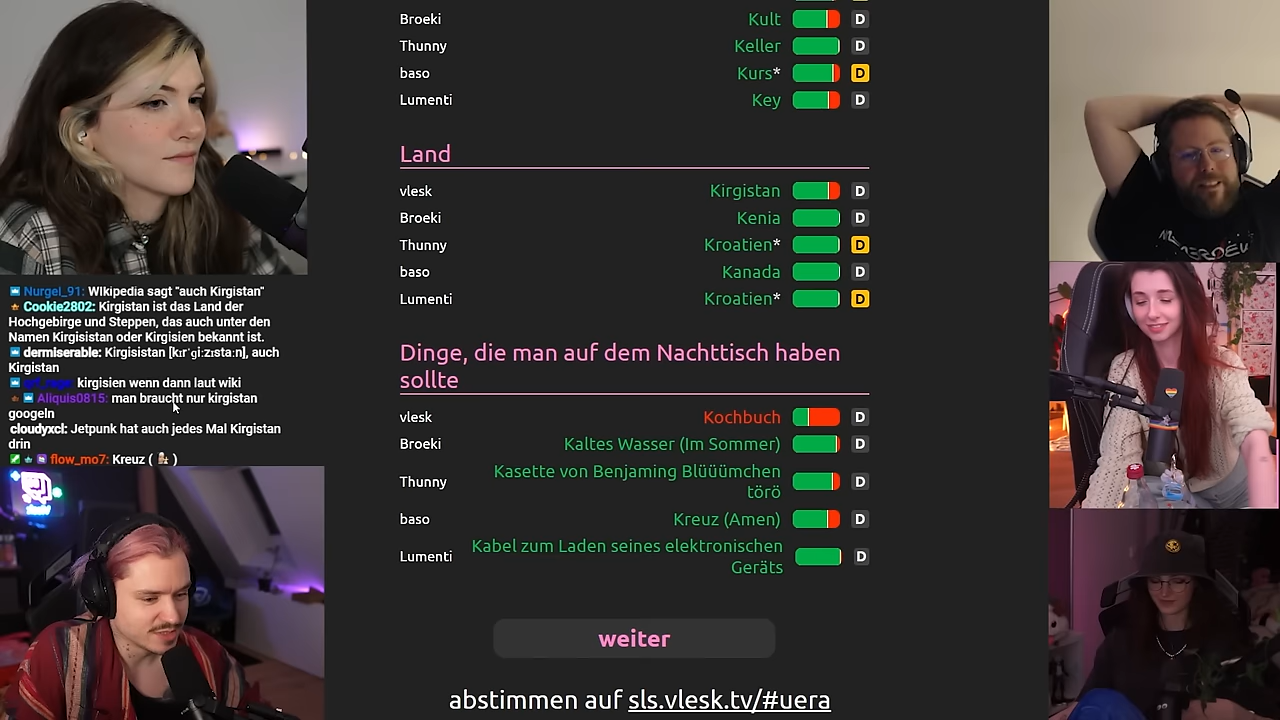 Broeki Kult D
Thunny Keller D
baso Kurs* D
Lumenti Key D
Land
vlesk Kirgistan D
Broeki Kenia D
Thunny Kroatien* D
baso Kanada D
Lumenti Kroatien* D
Dinge, die man auf dem Nachttisch haben
sollte
vlesk Kochbuch D
Broeki Kaltes Wasser (Im Sommer) D
Thunny Kasette von Benjaming Blüüümchen
törö D
baso Kreuz (Amen) D
Lumenti Kabel zum Laden seines elektronischen
Geräts D
weiter
abstimmen auf sls.vlesk.tv/#uera
Nurgel_91: WIkipedia sagt "auch Kirgistan"
Cookie2802: Kirgistan ist das Land der
Hochgebirge und Steppen, das auch unter den
Namen Kirgisistan oder Kirgisien bekannt ist.
dermiserable: Kirgisistan [kɪrˈɡiːzɪstaːn], auch
Kirgistan
kirgisien wenn dann laut wiki
Aliquis0815: man braucht nur kirgistan
googeln
cloudyxcl: Jetpunk hat auch jedes Mal Kirgistan
drin
flow_mo7: Kreuz ( )